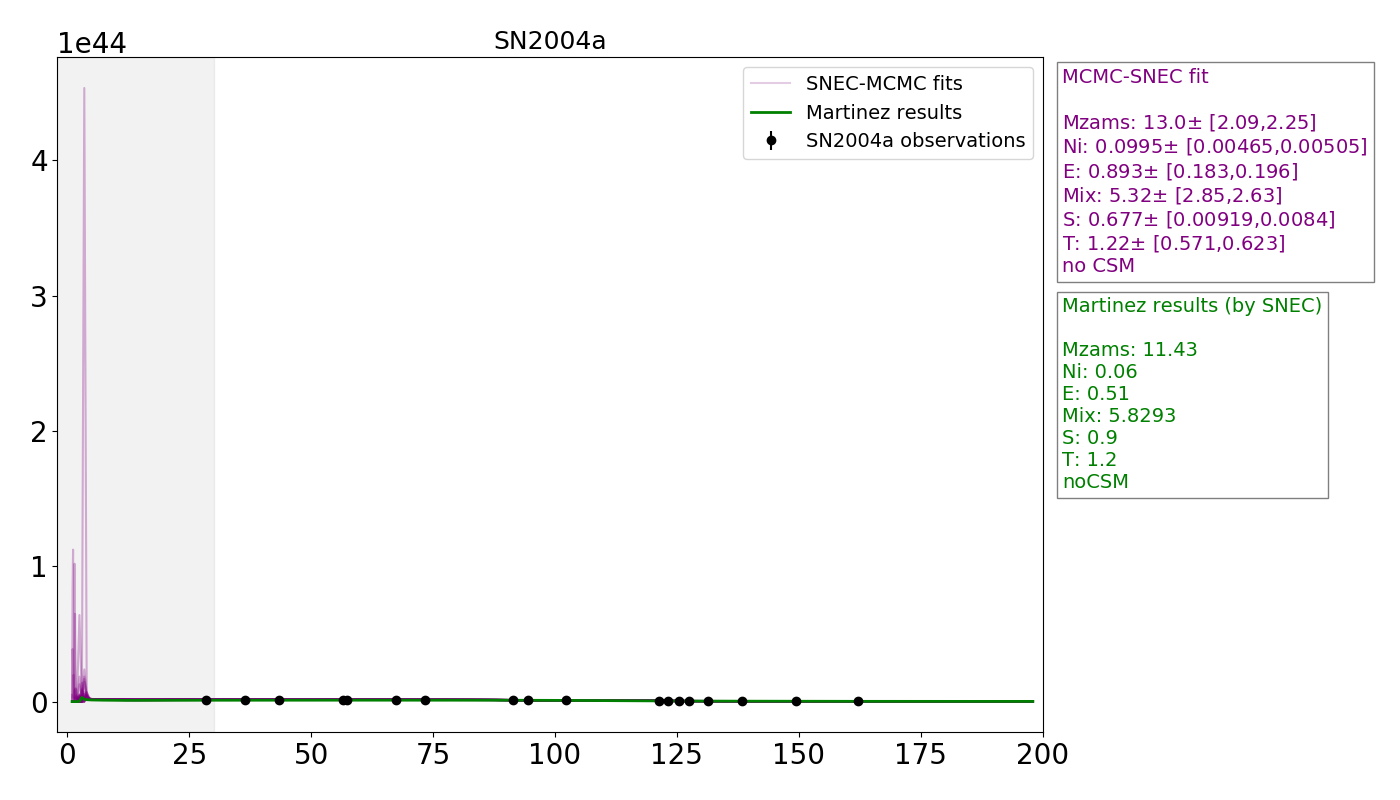 1e44
SN2004a
SNEC-MCMC fits
Martinez results
SN2004a observations
4
3
2
1
0
0 25 50 75 100 125 150 175 200
MCMC-SNEC fit
Mzams: 13.0± [2.09,2.25]
Ni: 0.0995± [0.00465,0.00505]
E: 0.893± [0.183,0.196]
Mix: 5.32± [2.85,2.63]
S: 0.677± [0.00919,0.0084]
T: 1.22± [0.571,0.623]
no CSM
Martinez results (by SNEC)
Mzams: 11.43
Ni: 0.06
E: 0.51
Mix: 5.8293
S: 0.9
T: 1.2
noCSM